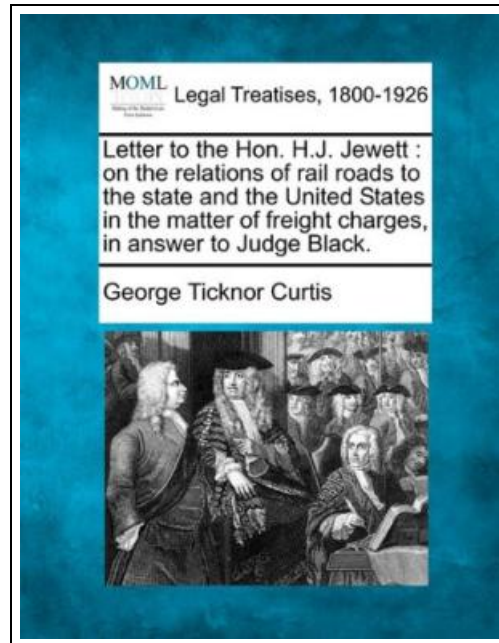 MOML
Legal Treatises, 1800-1926
Letter to the Hon. H.J. Jewett :
on the relations of rail roads to
the state and the United States
in the matter of freight charges,
in answer to Judge Black.
George Ticknor Curtis